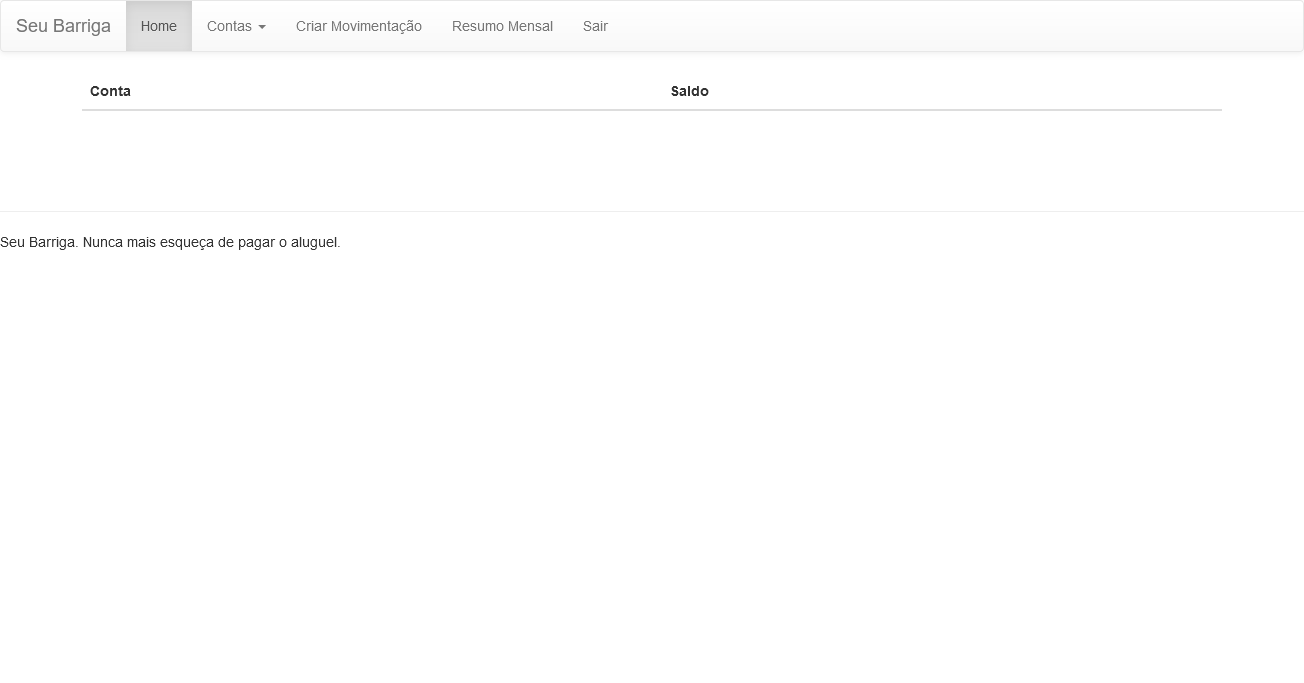 Seu Barriga Home Contas Criar Movimentação Resumo Mensal Sair
Conta Saldo
Seu Barriga. Nunca mais esqueça de pagar o aluguel.